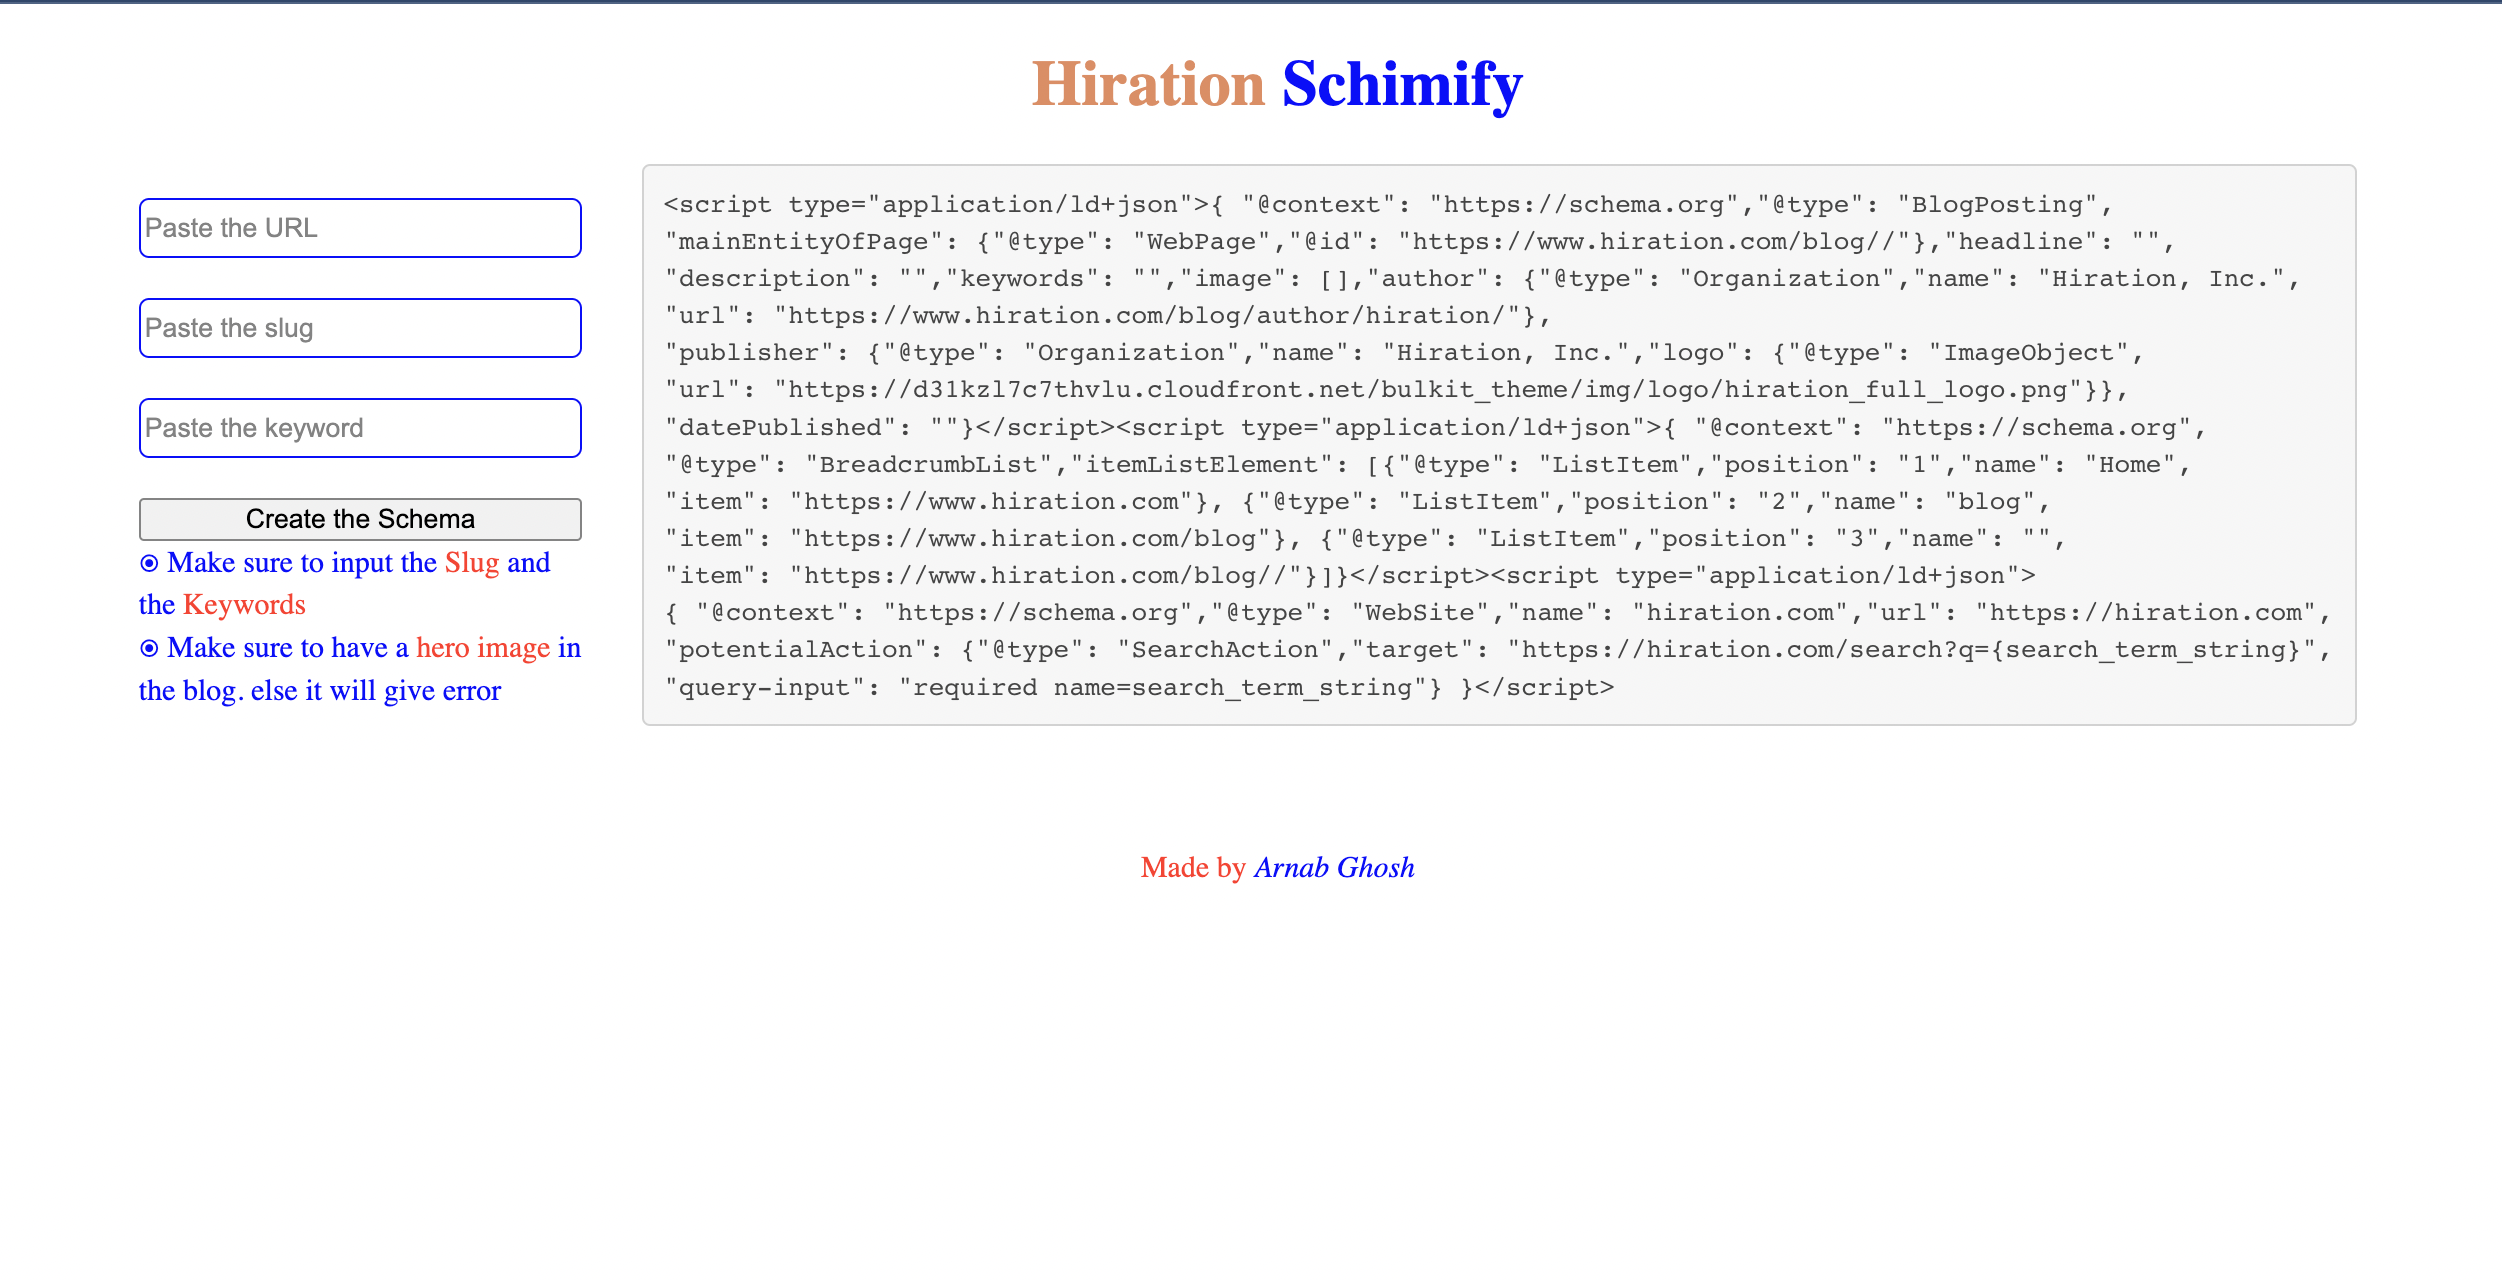 Hiration Schimify
Paste the URL
Paste the slug
Paste the keyword
Create the Schema
⦿ Make sure to input the Slug and
the Keywords
⦿ Make sure to have a hero image in
the blog. else it will give error
<script type="application/ld+json">{ "@context": "https://schema.org","@type": "BlogPosting",
"mainEntityOfPage": {"@type": "WebPage","@id": "https://www.hiration.com/blog//"},"headline": "",
"description": "","keywords": "","image": [],"author": {"@type": "Organization","name": "Hiration, Inc.",
"url": "https://www.hiration.com/blog/author/hiration/"},
"publisher": {"@type": "Organization","name": "Hiration, Inc.","logo": {"@type": "ImageObject",
"url": "https://d31kzl7c7thvlu.cloudfront.net/bulkit_theme/img/logo/hiration_full_logo.png"}},
"datePublished": ""}</script><script type="application/ld+json">{ "@context": "https://schema.org",
"@type": "BreadcrumbList","itemListElement": [{"@type": "ListItem","position": "1","name": "Home",
"item": "https://www.hiration.com"}, {"@type": "ListItem","position": "2","name": "blog",
"item": "https://www.hiration.com/blog"}, {"@type": "ListItem","position": "3","name": "",
"item": "https://www.hiration.com/blog//"}]}</script><script type="application/ld+json">
{ "@context": "https://schema.org","@type": "WebSite","name": "hiration.com","url": "https://hiration.com",
"potentialAction": {"@type": "SearchAction","target": "https://hiration.com/search?q={search_term_string}",
"query-input": "required name=search_term_string"} }</script>
Made by Arnab Ghosh